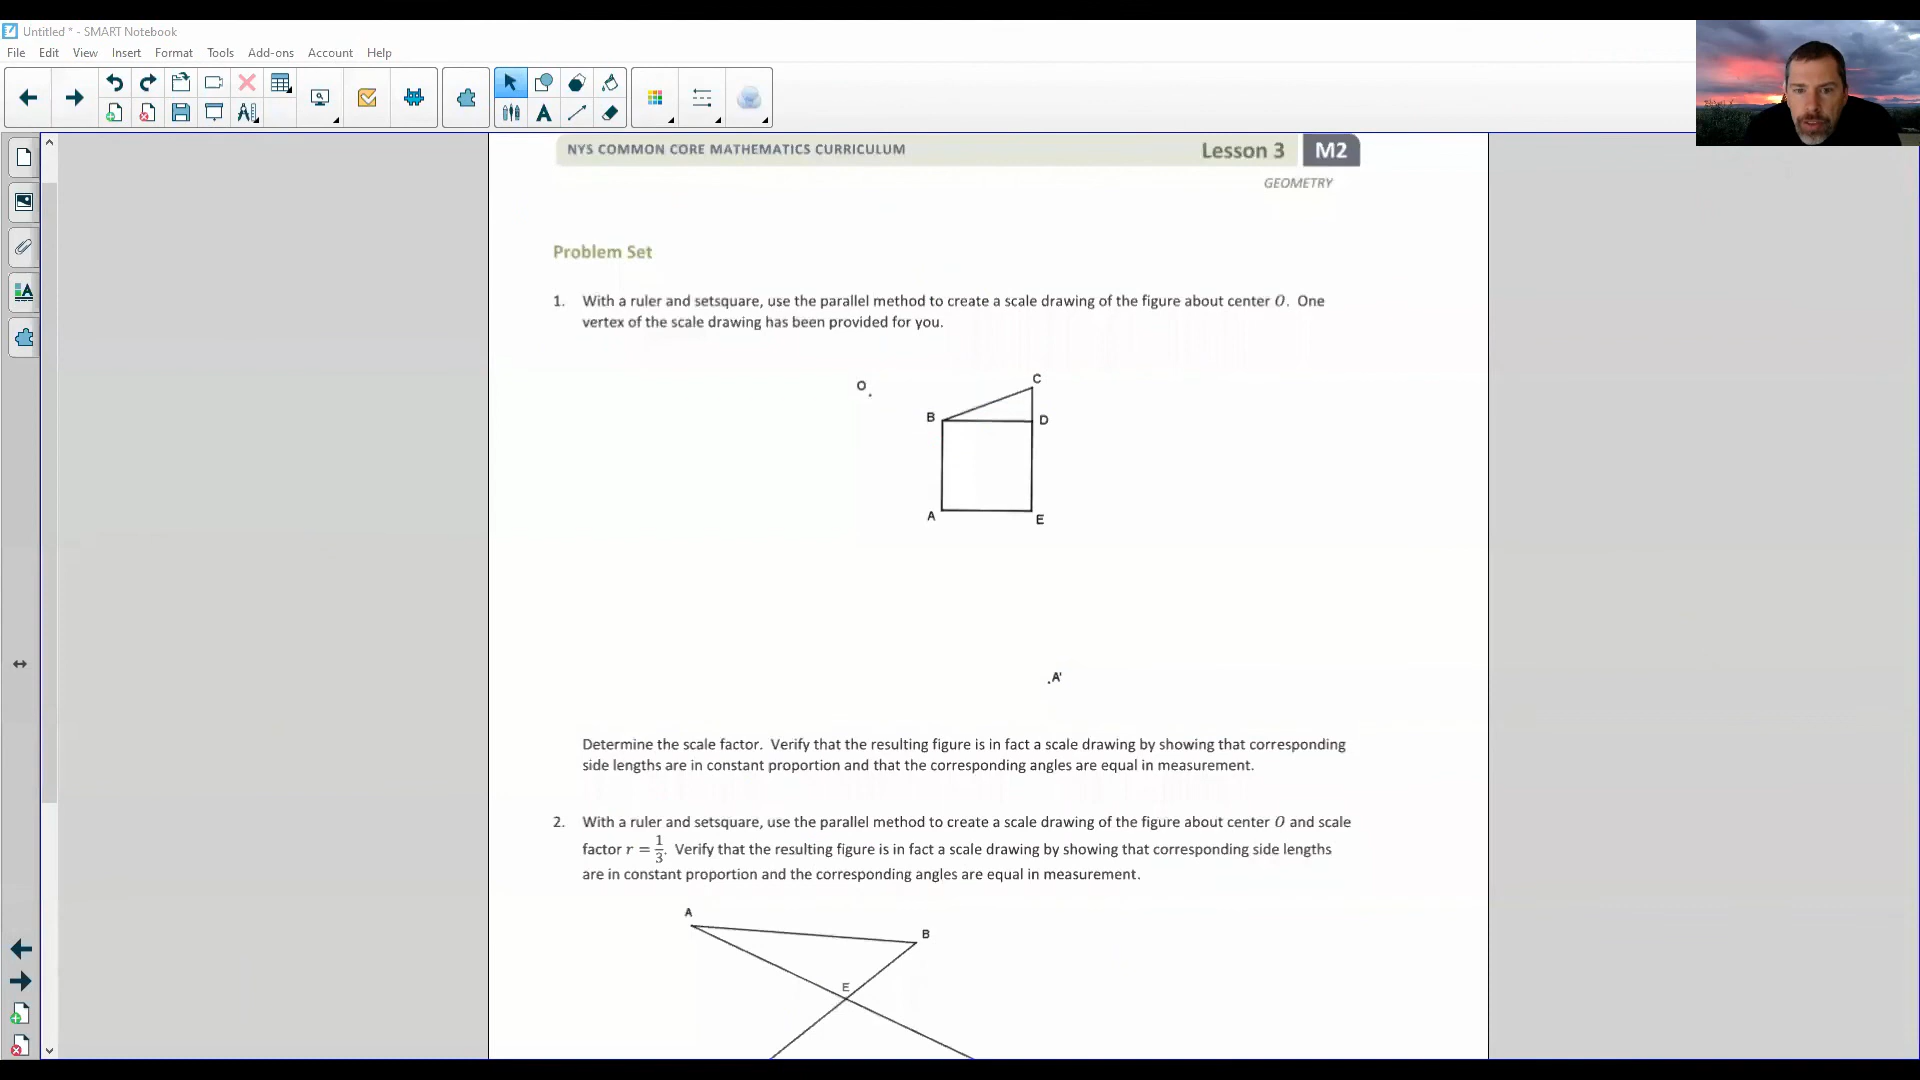 Untitled * - SMART Notebook
File Edit View Insert Format Tools Add-ons Account Help
NYS COMMON CORE MATHEMATICS CURRICULUM Lesson 3 M2
GEOMETRY
Problem Set
1. With a ruler and setsquare, use the parallel method to create a scale drawing of the figure about center O. One
vertex of the scale drawing has been provided for you.
O
C
B
D
A
E
A'
Determine the scale factor. Verify that the resulting figure is in fact a scale drawing by showing that corresponding
side lengths are in constant proportion and that the corresponding angles are equal in measurement.
2. With a ruler and setsquare, use the parallel method to create a scale drawing of the figure about center O and scale
factor r = 1/3. Verify that the resulting figure is in fact a scale drawing by showing that corresponding side lengths
are in constant proportion and the corresponding angles are equal in measurement.
A
B
E